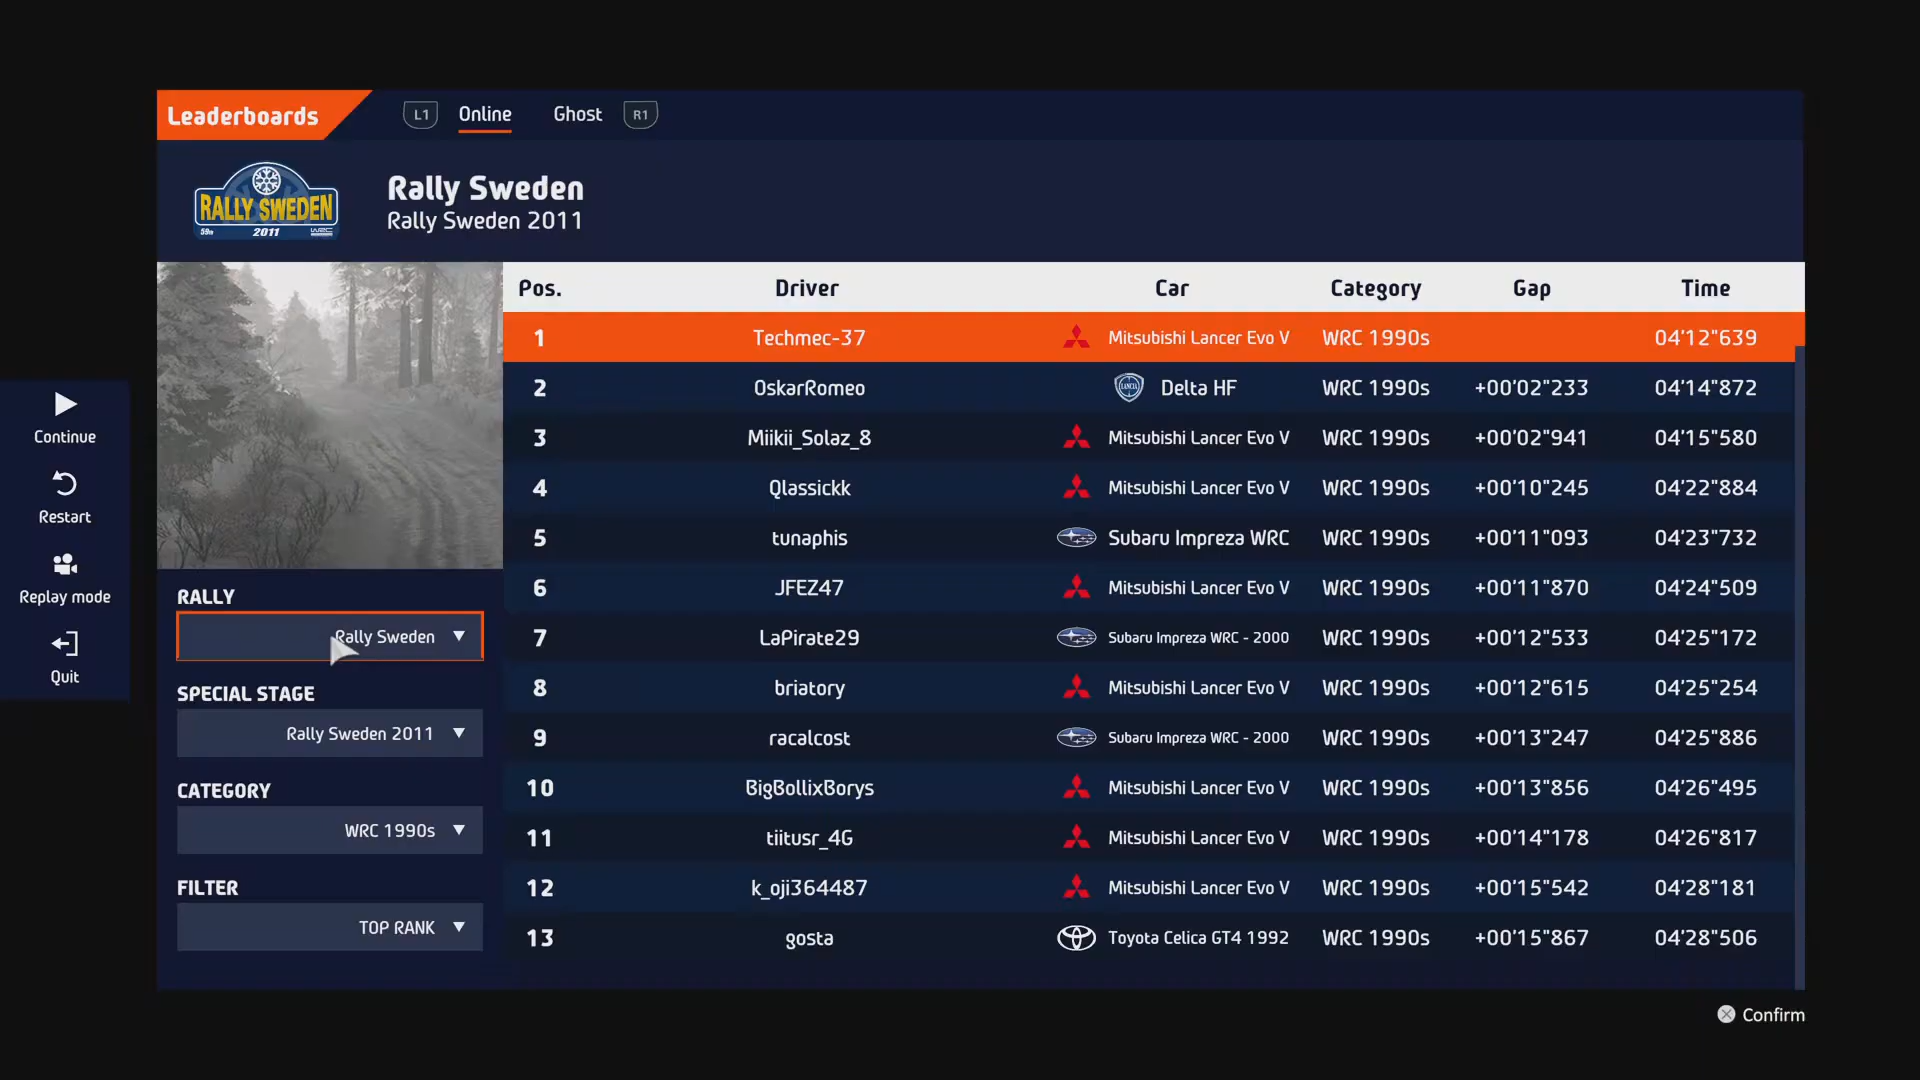 Leaderboards
L1 Online Ghost R1
RALLY SWEDEN
59th 2011 WRC
Rally Sweden
Rally Sweden 2011
Pos. Driver Car Category Gap Time
1 Techmec-37 Mitsubishi Lancer Evo V WRC 1990s 04'12"639
2 OskarRomeo LANCIA Delta HF WRC 1990s +00'02"233 04'14"872
3 Miikii_Solaz_8 Mitsubishi Lancer Evo V WRC 1990s +00'02"941 04'15"580
4 Qlassickk Mitsubishi Lancer Evo V WRC 1990s +00'10"245 04'22"884
5 tunaphis Subaru Impreza WRC WRC 1990s +00'11"093 04'23"732
6 JFEZ47 Mitsubishi Lancer Evo V WRC 1990s +00'11"870 04'24"509
7 LaPirate29 Subaru Impreza WRC - 2000 WRC 1990s +00'12"533 04'25"172
8 briatory Mitsubishi Lancer Evo V WRC 1990s +00'12"615 04'25"254
9 racalcost Subaru Impreza WRC - 2000 WRC 1990s +00'13"247 04'25"886
10 BigBollixBorys Mitsubishi Lancer Evo V WRC 1990s +00'13"856 04'26"495
11 tiitusr_4G Mitsubishi Lancer Evo V WRC 1990s +00'14"178 04'26"817
12 k_oji364487 Mitsubishi Lancer Evo V WRC 1990s +00'15"542 04'28"181
13 gosta Toyota Celica GT4 1992 WRC 1990s +00'15"867 04'28"506
Continue
Restart
Replay mode
Quit
RALLY
Rally Sweden
SPECIAL STAGE
Rally Sweden 2011
CATEGORY
WRC 1990s
FILTER
TOP RANK
Confirm